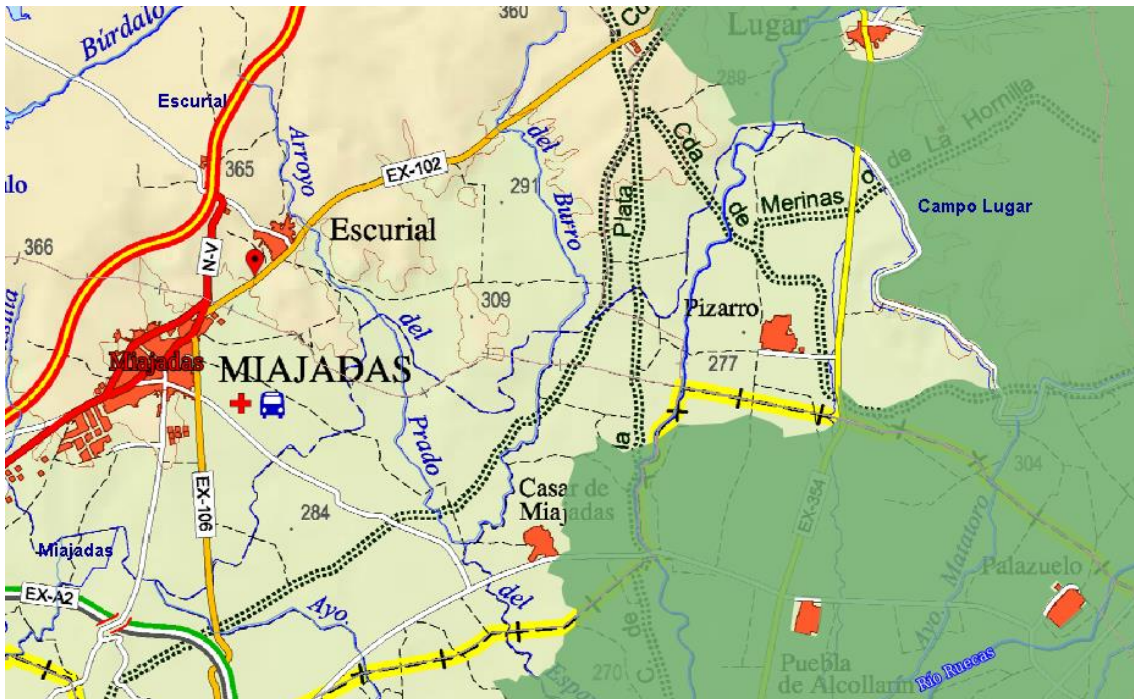 360
Co
Lugar
Búrdalo
Escurial
289
Arroyo
del
Hornilla
de La
365
EX-102
291
Cda
de
Merinas
Burro
Plata
Campo Lugar
N-V
Escurial
366
309
del
Pizarro
277
Miajadas
MIAJADAS
Prado
la
304
EX-106
Casar de
Miajadas
EX-354
284
Matatoro
Miajadas
Palazuelo
EX-A2
Ayo.
del
de
C
Ayo
270
Puebla
de Alcollarín
Río Ruecas